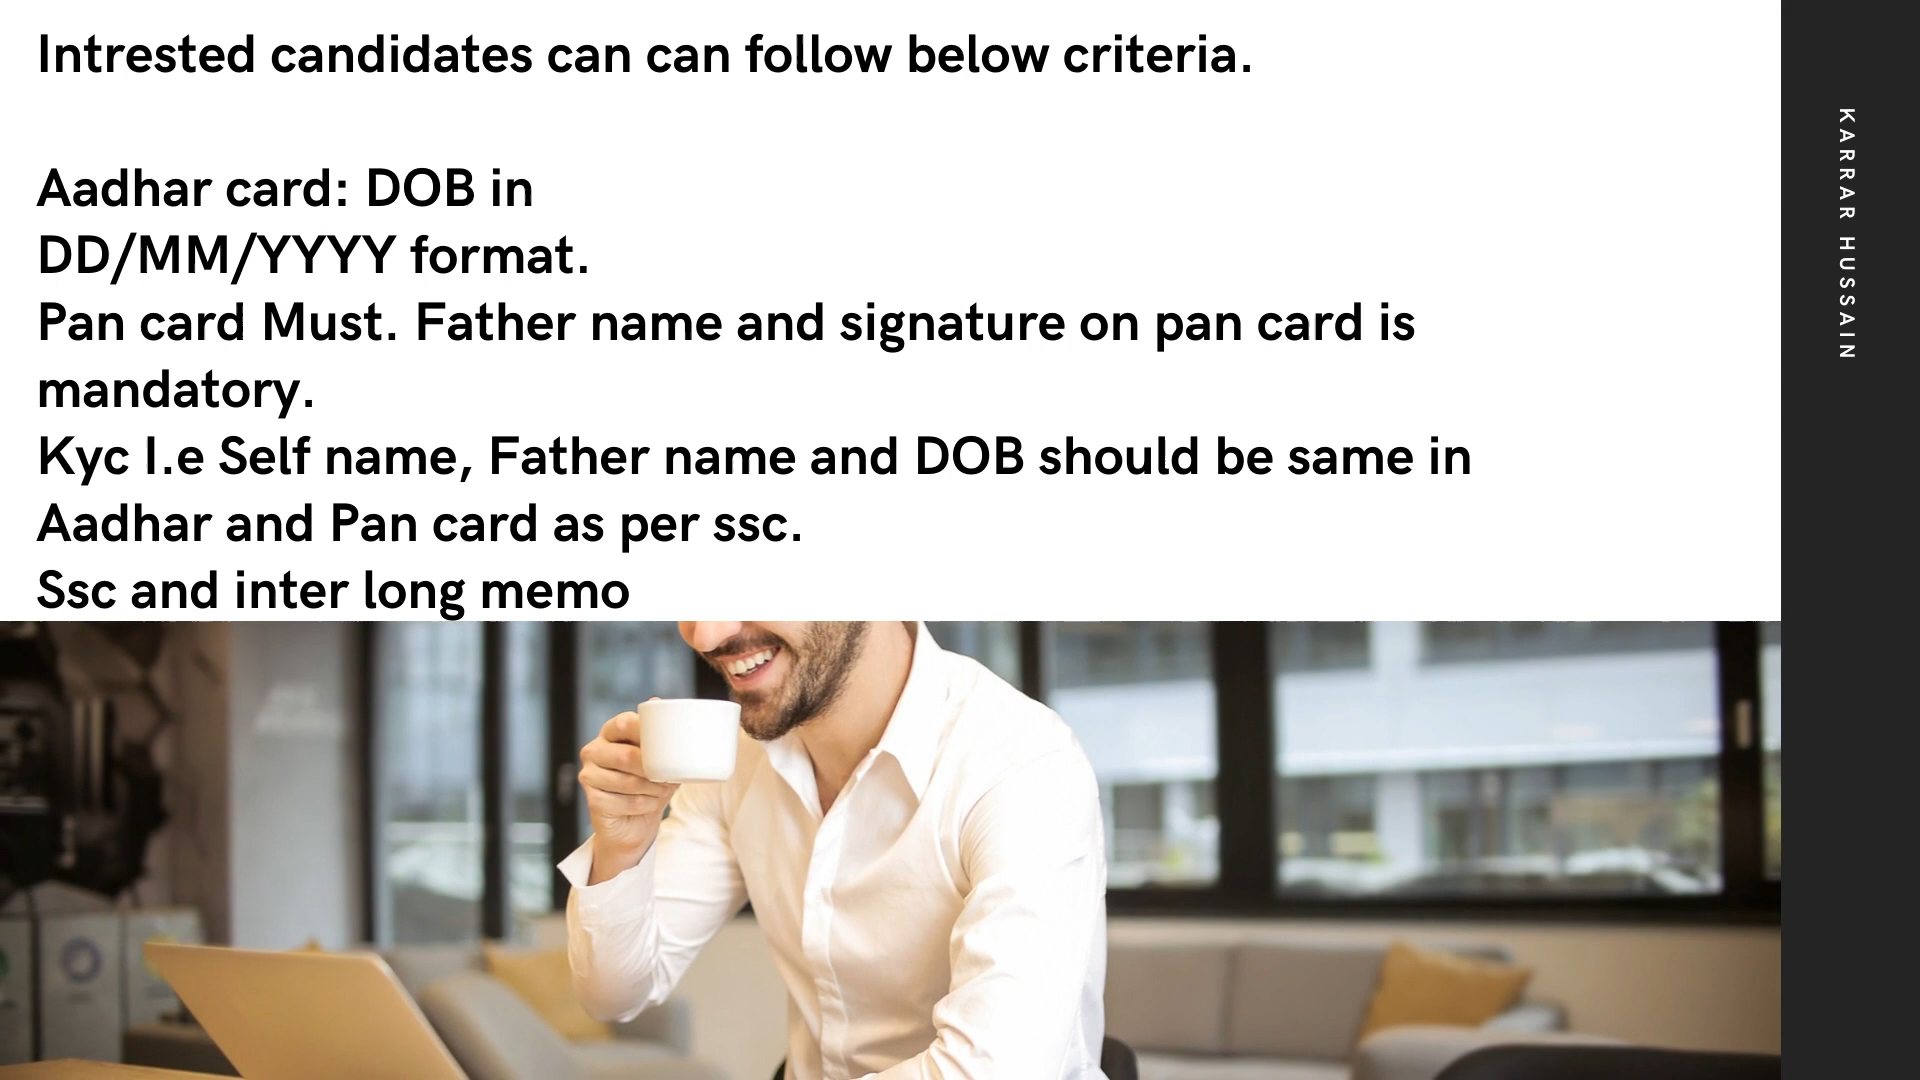 Intrested candidates can can follow below criteria.
Aadhar card: DOB in
DD/MM/YYYY format.
Pan card Must. Father name and signature on pan card is
mandatory.
Kyc I.e Self name, Father name and DOB should be same in
Aadhar and Pan card as per ssc.
Ssc and inter long memo
KARRAR HUSSAIN